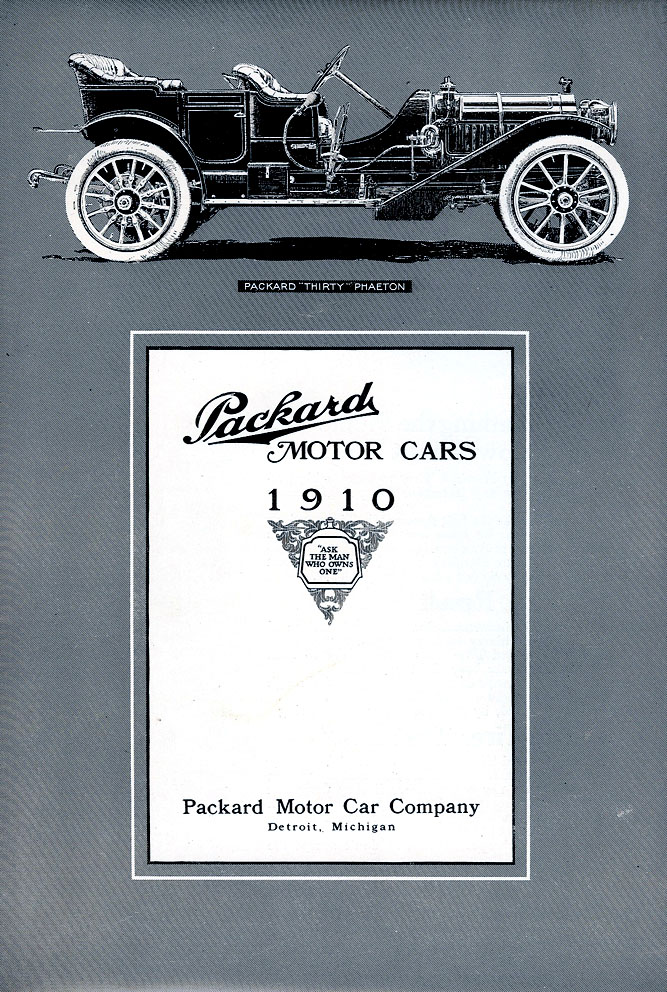 PACKARD "THIRTY" PHAETON
Packard
MOTOR CARS
1910
"ASK
THE MAN
WHO OWNS
ONE"
Packard Motor Car Company
Detroit, Michigan